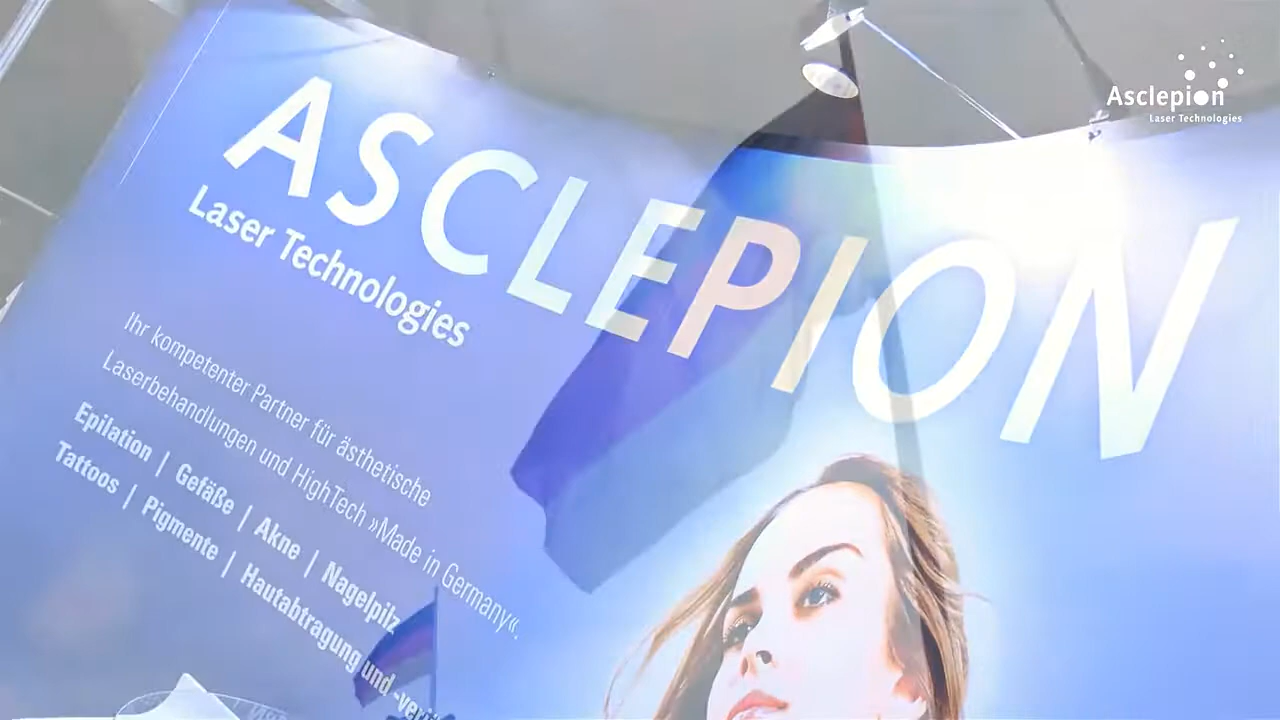 Asclepion
Laser Technologies
ASCLEPION
Laser Technologies
Ihr kompetenter Partner für ästhetische
Laserbehandlungen und HighTech »Made in Germany«.
Epilation | Gefäße | Akne | Nagelpilz
Tattoos | Pigmente | Hautabtragung und